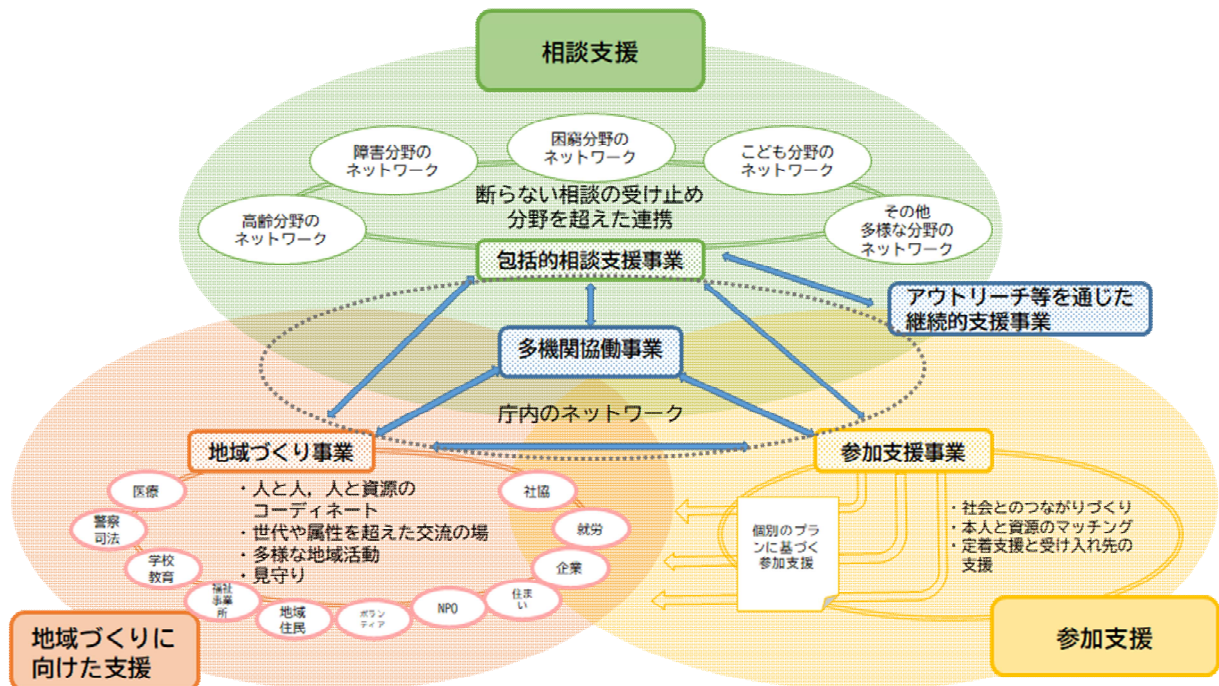 相談支援
困窮分野の
ネットワーク
障害分野の
ネットワーク
こども分野の
ネットワーク
高齢分野の
ネットワーク
その他
多様な分野の
ネットワーク
断らない相談の受け止め
分野を超えた連携
包括的相談支援事業
アウトリーチ等を通じた
継続的支援事業
多機関協働事業
庁内のネットワーク
地域づくり事業
・人と人，人と資源の
コーディネート
・世代や属性を超えた交流の場
・多様な地域活動
・見守り
医療
警察
司法
学校
教育
福祉
事業
所
地域
住民
ボラン
ティア
NPO
住ま
い
企業
就労
社協
地域づくりに
向けた支援
参加支援事業
個別のプラ
ンに基づく
参加支援
・社会とのつながりづくり
・本人と資源のマッチング
・定着支援と受け入れ先の
支援
参加支援